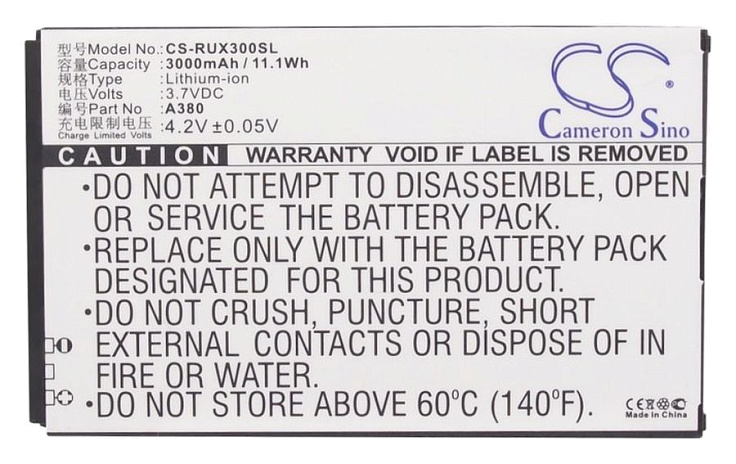 型号Model No.:CS-RUX300SL
容量Capacity :3000mAh / 11.1Wh
类型Type :Lithium-ion
电压Volts :3.7VDC
编号Part No :A380
充电限制电压:4.2V ±0.05V
Charge Limited Volts
CS ®
Cameron Sino
CAUTION WARRANTY VOID IF LABEL IS REMOVED
•DO NOT ATTEMPT TO DISASSEMBLE, OPEN
OR SERVICE THE BATTERY PACK.
•REPLACE ONLY WITH THE BATTERY PACK
DESIGNATED FOR THIS PRODUCT.
•DO NOT CRUSH, PUNCTURE, SHORT
EXTERNAL CONTACTS OR DISPOSE OF IN
FIRE OR WATER.
•DO NOT STORE ABOVE 60°C (140°F).
CE
Made in China